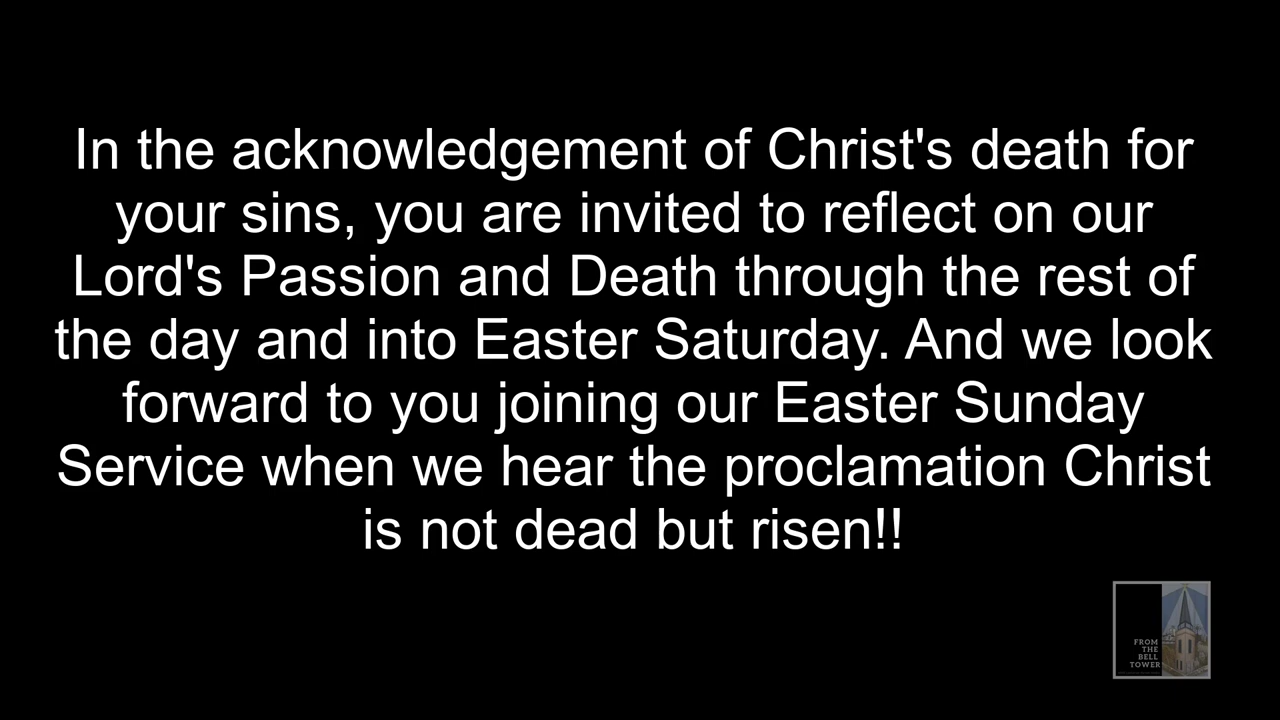 In the acknowledgement of Christ's death for
your sins, you are invited to reflect on our
Lord's Passion and Death through the rest of
the day and into Easter Saturday. And we look
forward to you joining our Easter Sunday
Service when we hear the proclamation Christ
is not dead but risen!!
FROM
THE
BELL
TOWER